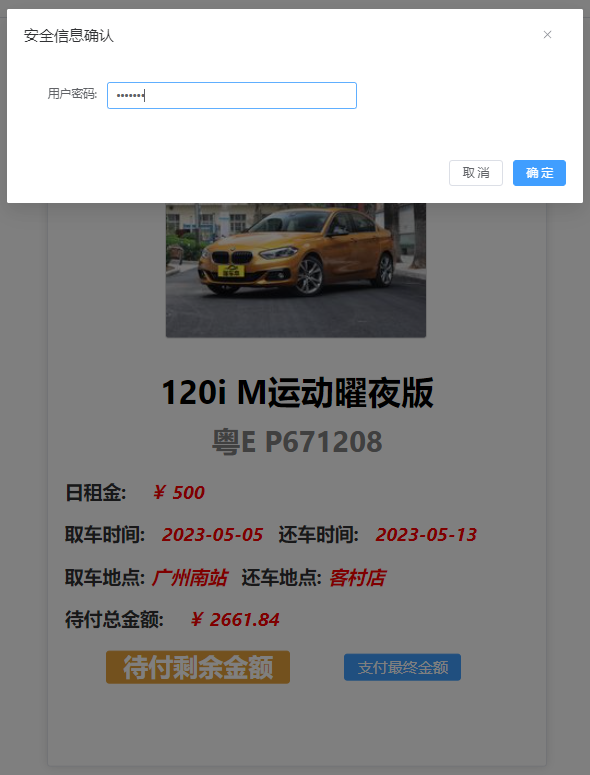 安全信息确认
用户密码:
取消 确定
120i M运动曜夜版
粤E P671208
日租金: ￥ 500
取车时间: 2023-05-05 还车时间: 2023-05-13
取车地点: 广州南站 还车地点: 客村店
待付总金额: ￥ 2661.84
待付剩余金额 支付最终金额